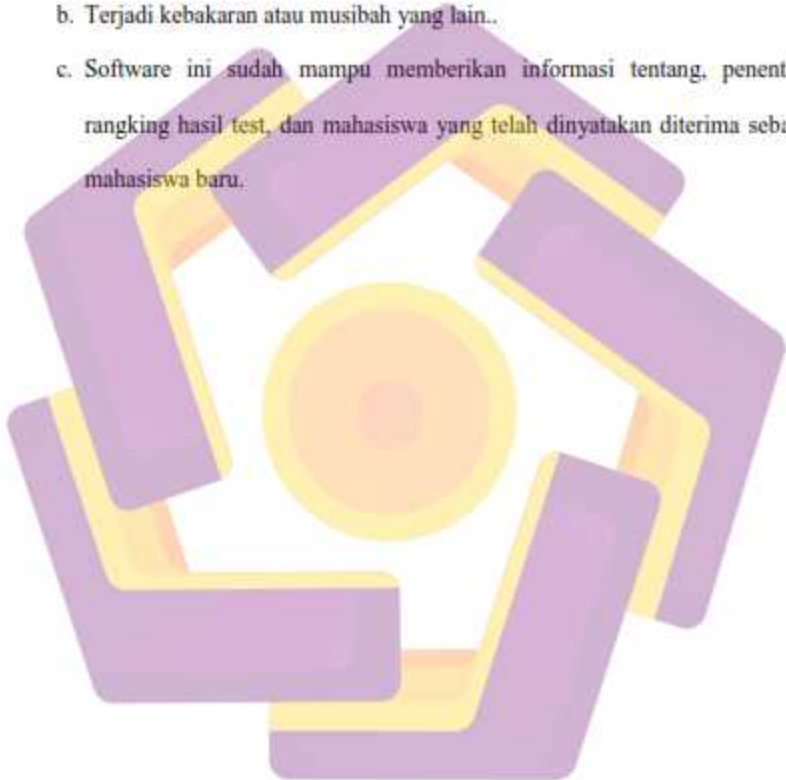 b. Terjadi kebakaran atau musibah yang lain..
c. Software ini sudah mampu memberikan informasi tentang, penent
rangking hasil test, dan mahasiswa yang telah dinyatakan diterima seba
mahasiswa baru.